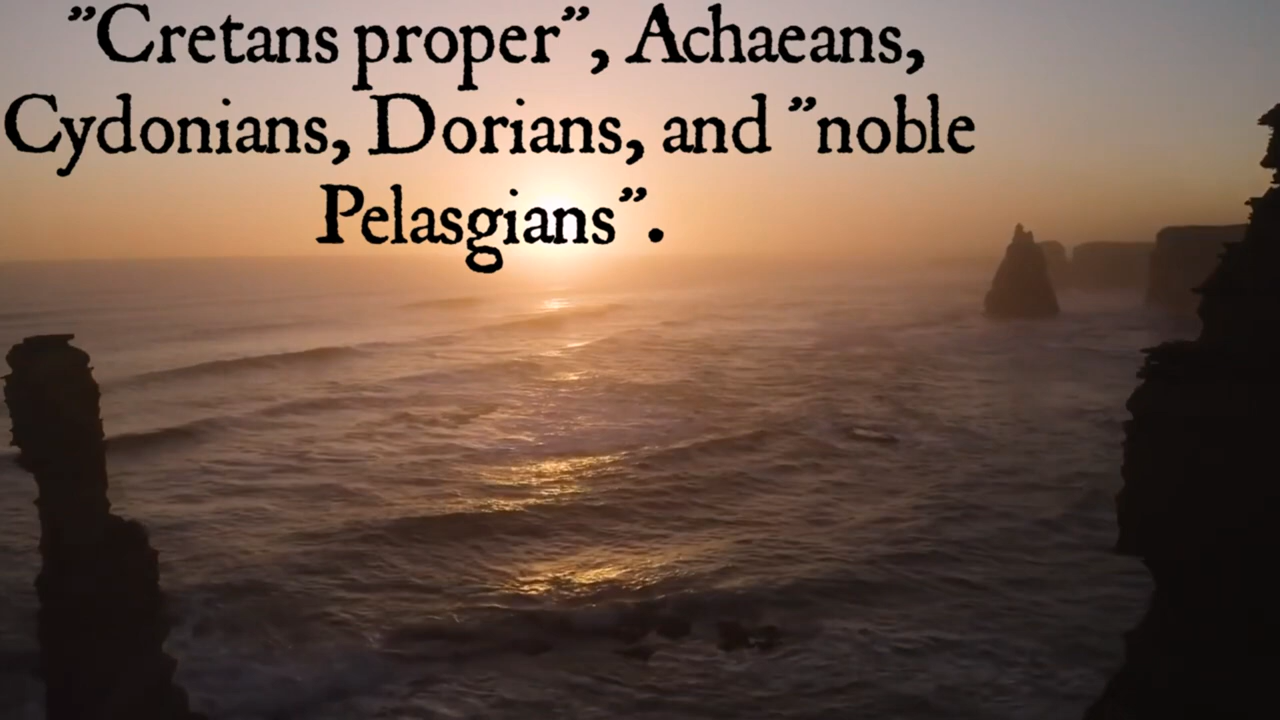 ”Cretans proper”, Achaeans,
Cydonians, Dorians, and ”noble
Pelasgians”.